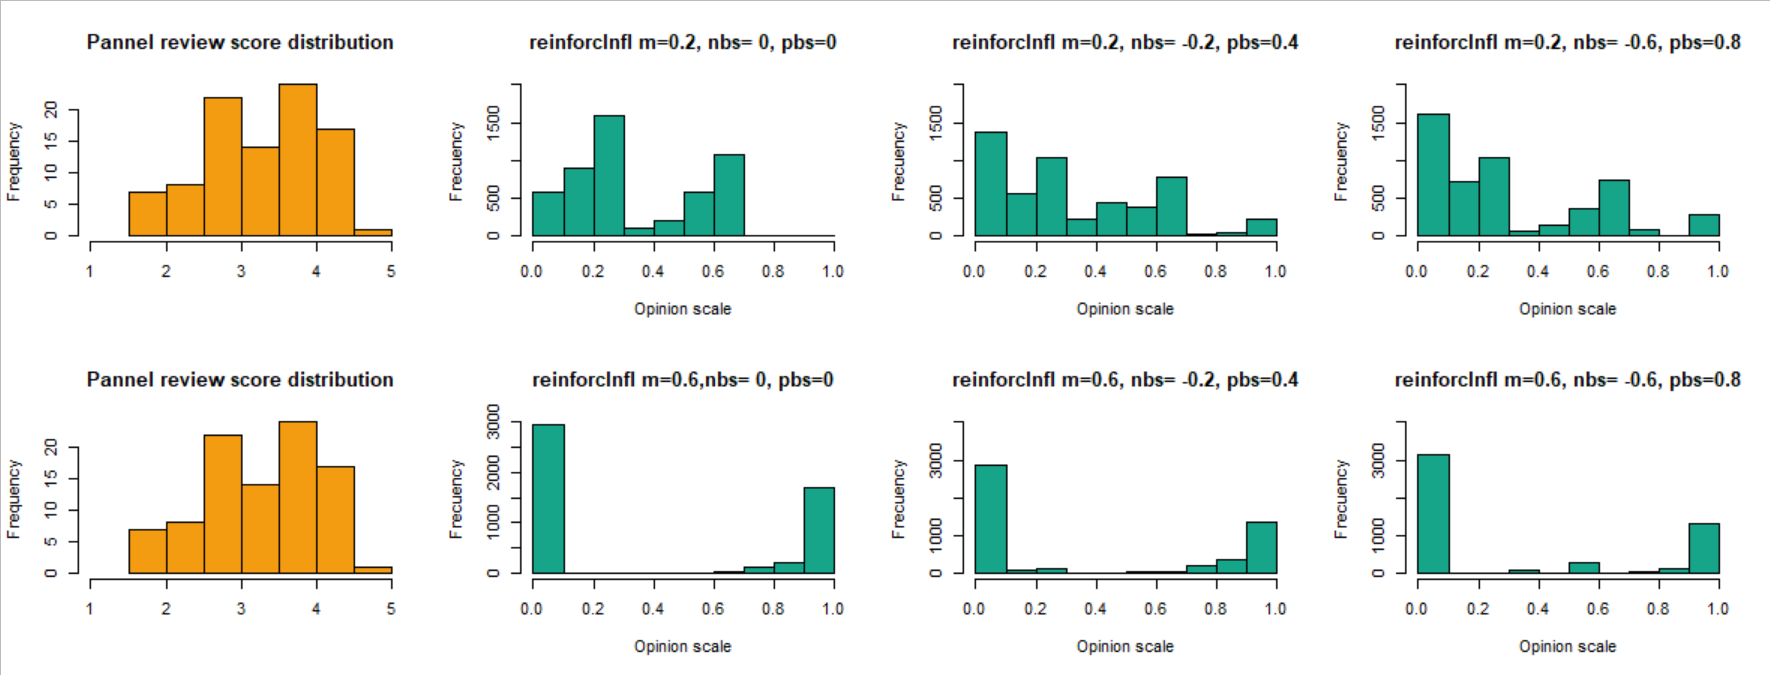 Pannel review score distribution
reinforcInfl m=0.2, nbs= 0, pbs=0
reinforcInfl m=0.2, nbs= -0.2, pbs=0.4
reinforcInfl m=0.2, nbs= -0.6, pbs=0.8
Frequency
0 5 10 15 20
1 2 3 4 5
Frecuency
0 500 1500
0.0 0.2 0.4 0.6 0.8 1.0
Opinion scale
Frecuency
0 500 1500
0.0 0.2 0.4 0.6 0.8 1.0
Opinion scale
Frecuency
0 500 1500
0.0 0.2 0.4 0.6 0.8 1.0
Opinion scale
Pannel review score distribution
reinforcInfl m=0.6,nbs= 0, pbs=0
reinforcInfl m=0.6, nbs= -0.2, pbs=0.4
reinforcInfl m=0.6, nbs= -0.6, pbs=0.8
Frequency
0 5 10 15 20
1 2 3 4 5
Frecuency
0 1000 2000 3000
0.0 0.2 0.4 0.6 0.8 1.0
Opinion scale
Frecuency
0 1000 3000
0.0 0.2 0.4 0.6 0.8 1.0
Opinion scale
Frecuency
0 1000 3000
0.0 0.2 0.4 0.6 0.8 1.0
Opinion scale